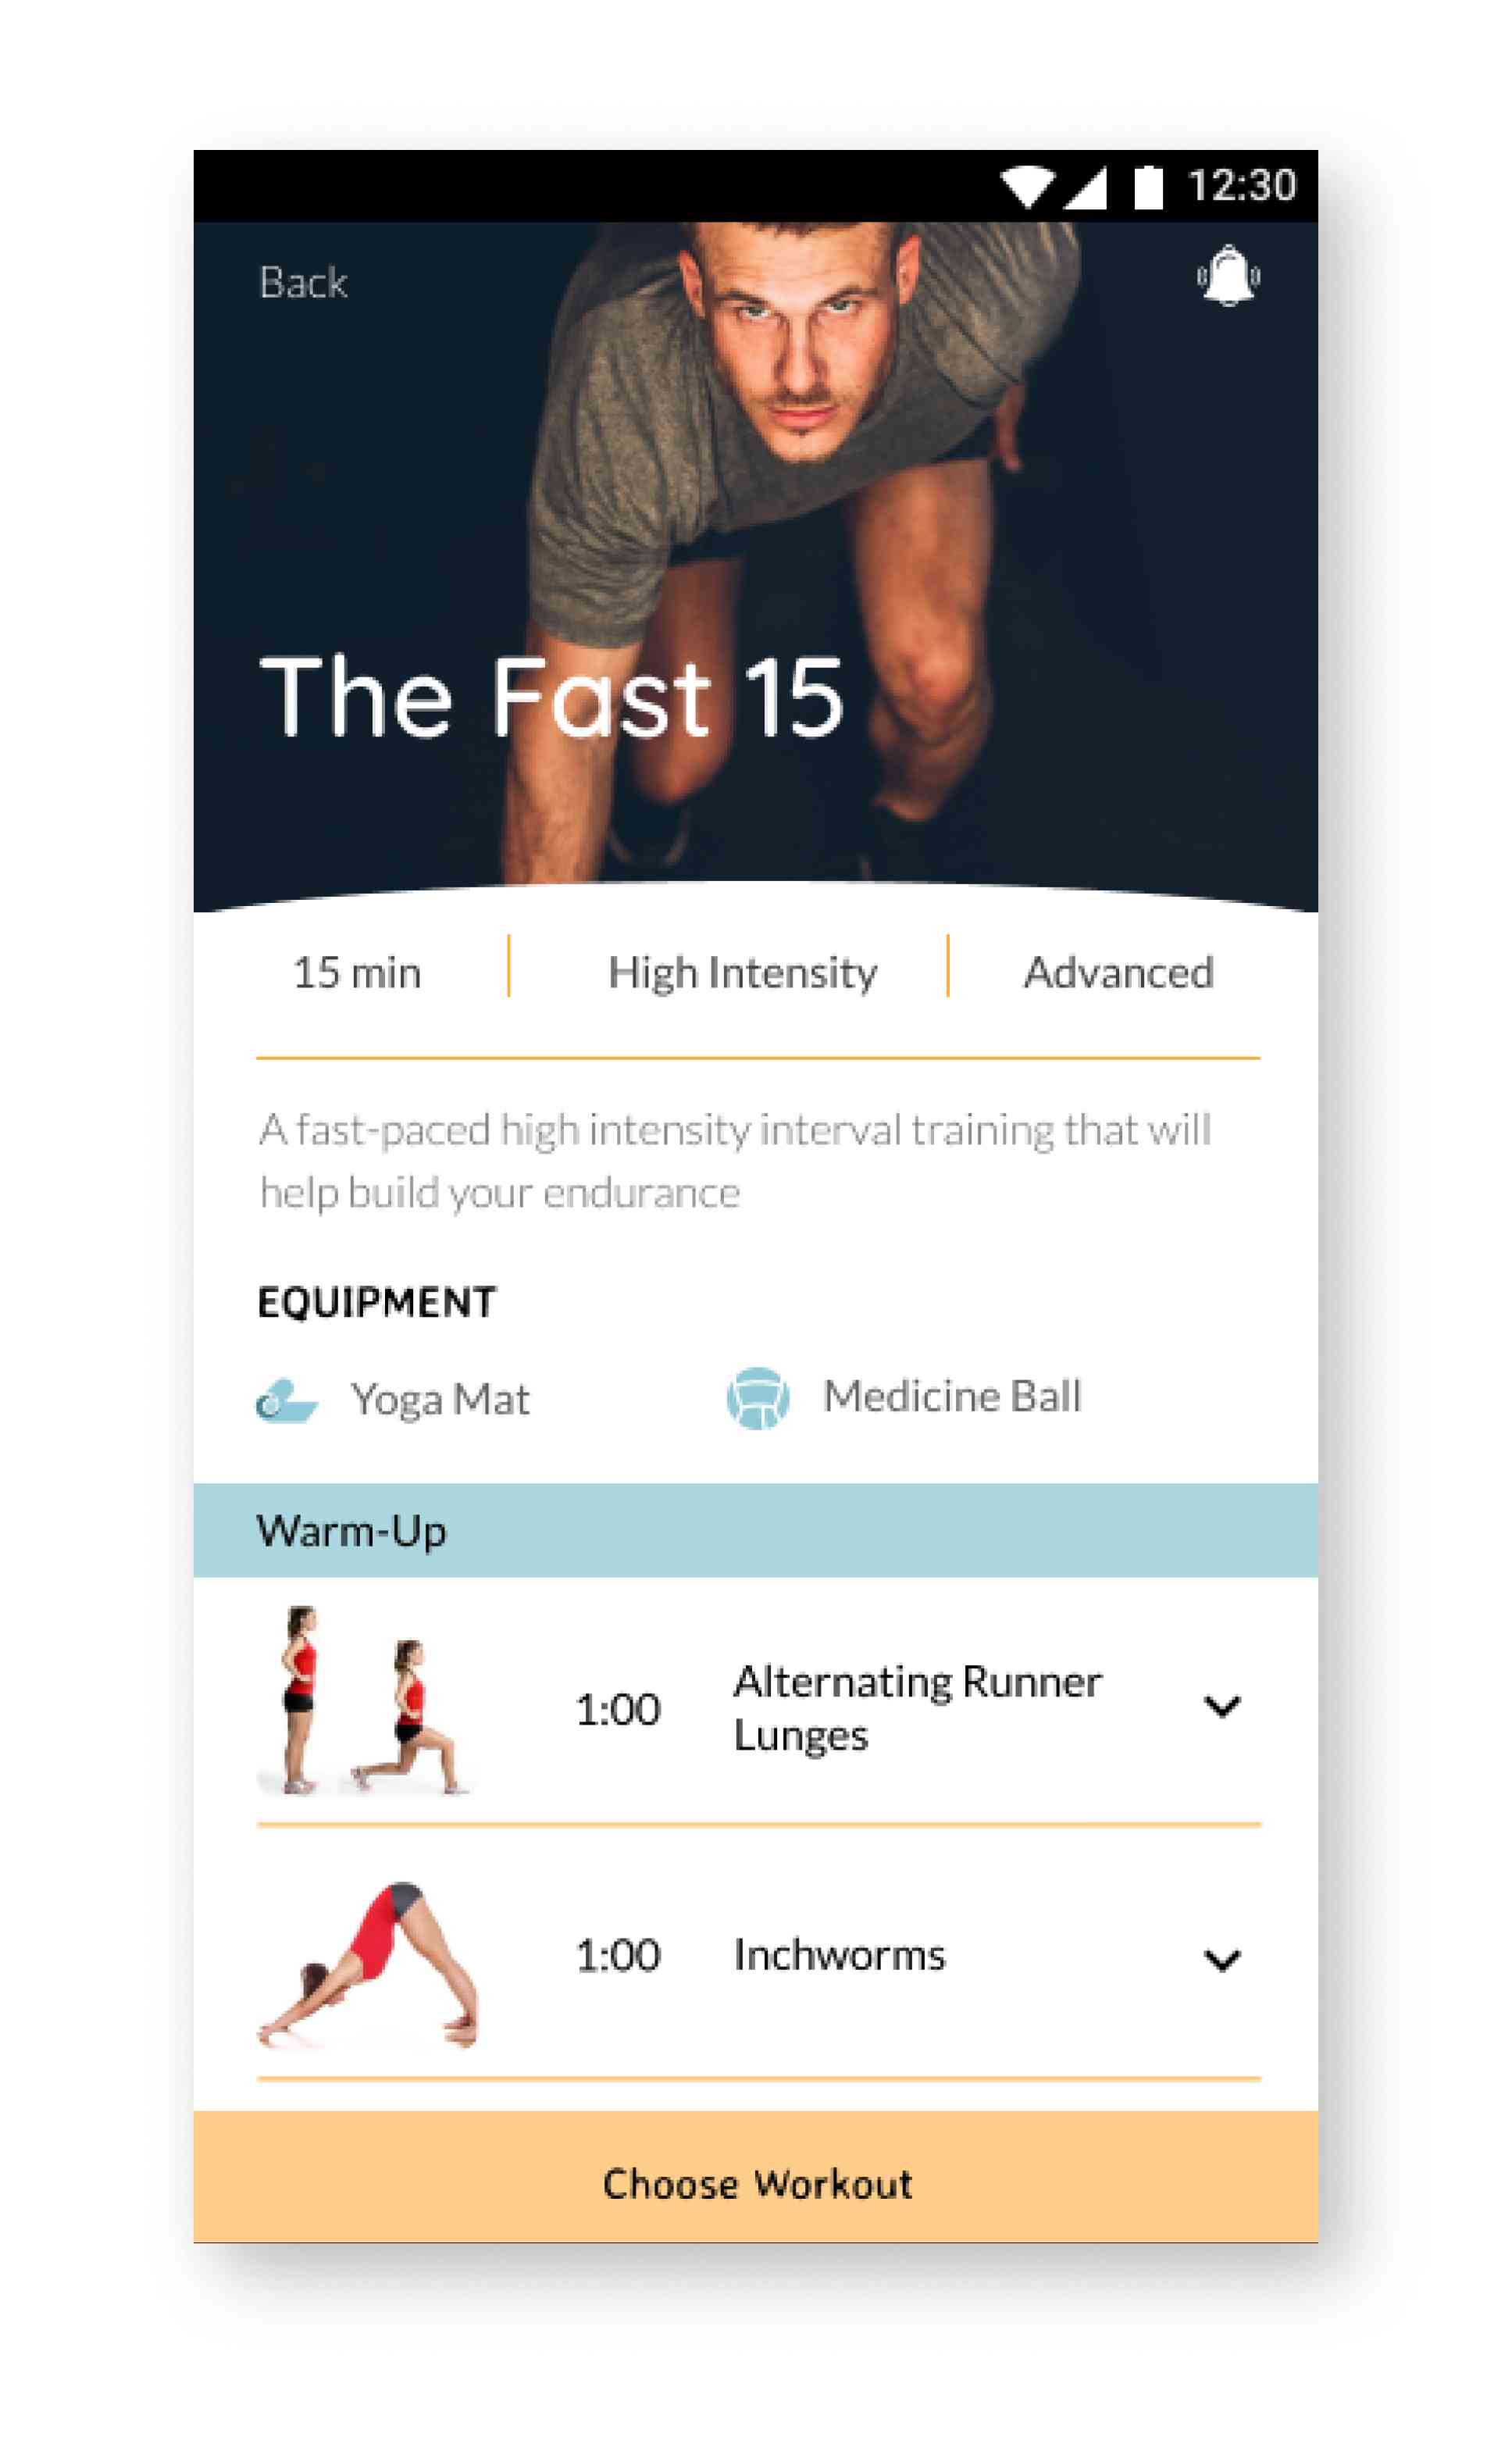 12:30
Back
The Fast 15
15 min
High Intensity
Advanced
A fast-paced high intensity interval training that will
help build your endurance
EQUIPMENT
Yoga Mat
Medicine Ball
Warm-Up
1:00
Alternating Runner
Lunges
1:00
Inchworms
Choose Workout